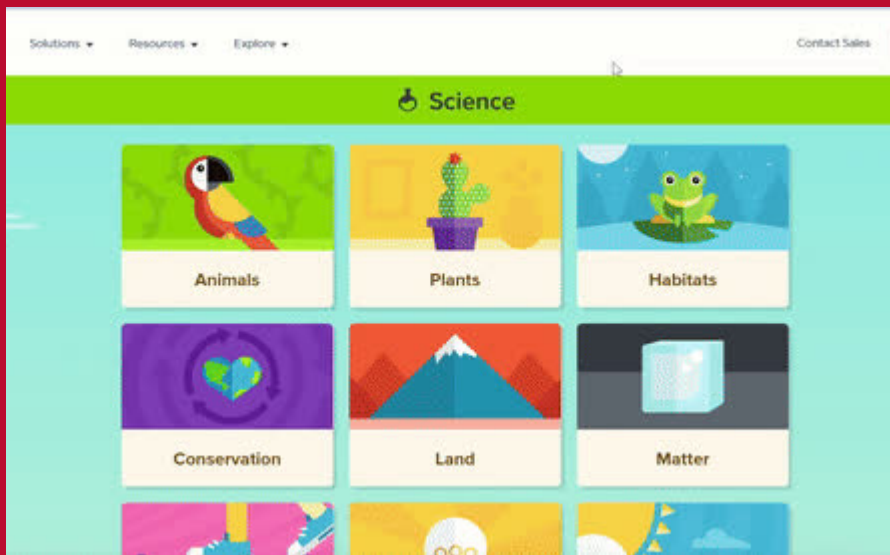 Solutions Resources Explore Contact Sales
Science
Animals Plants Habitats
Conservation Land Matter